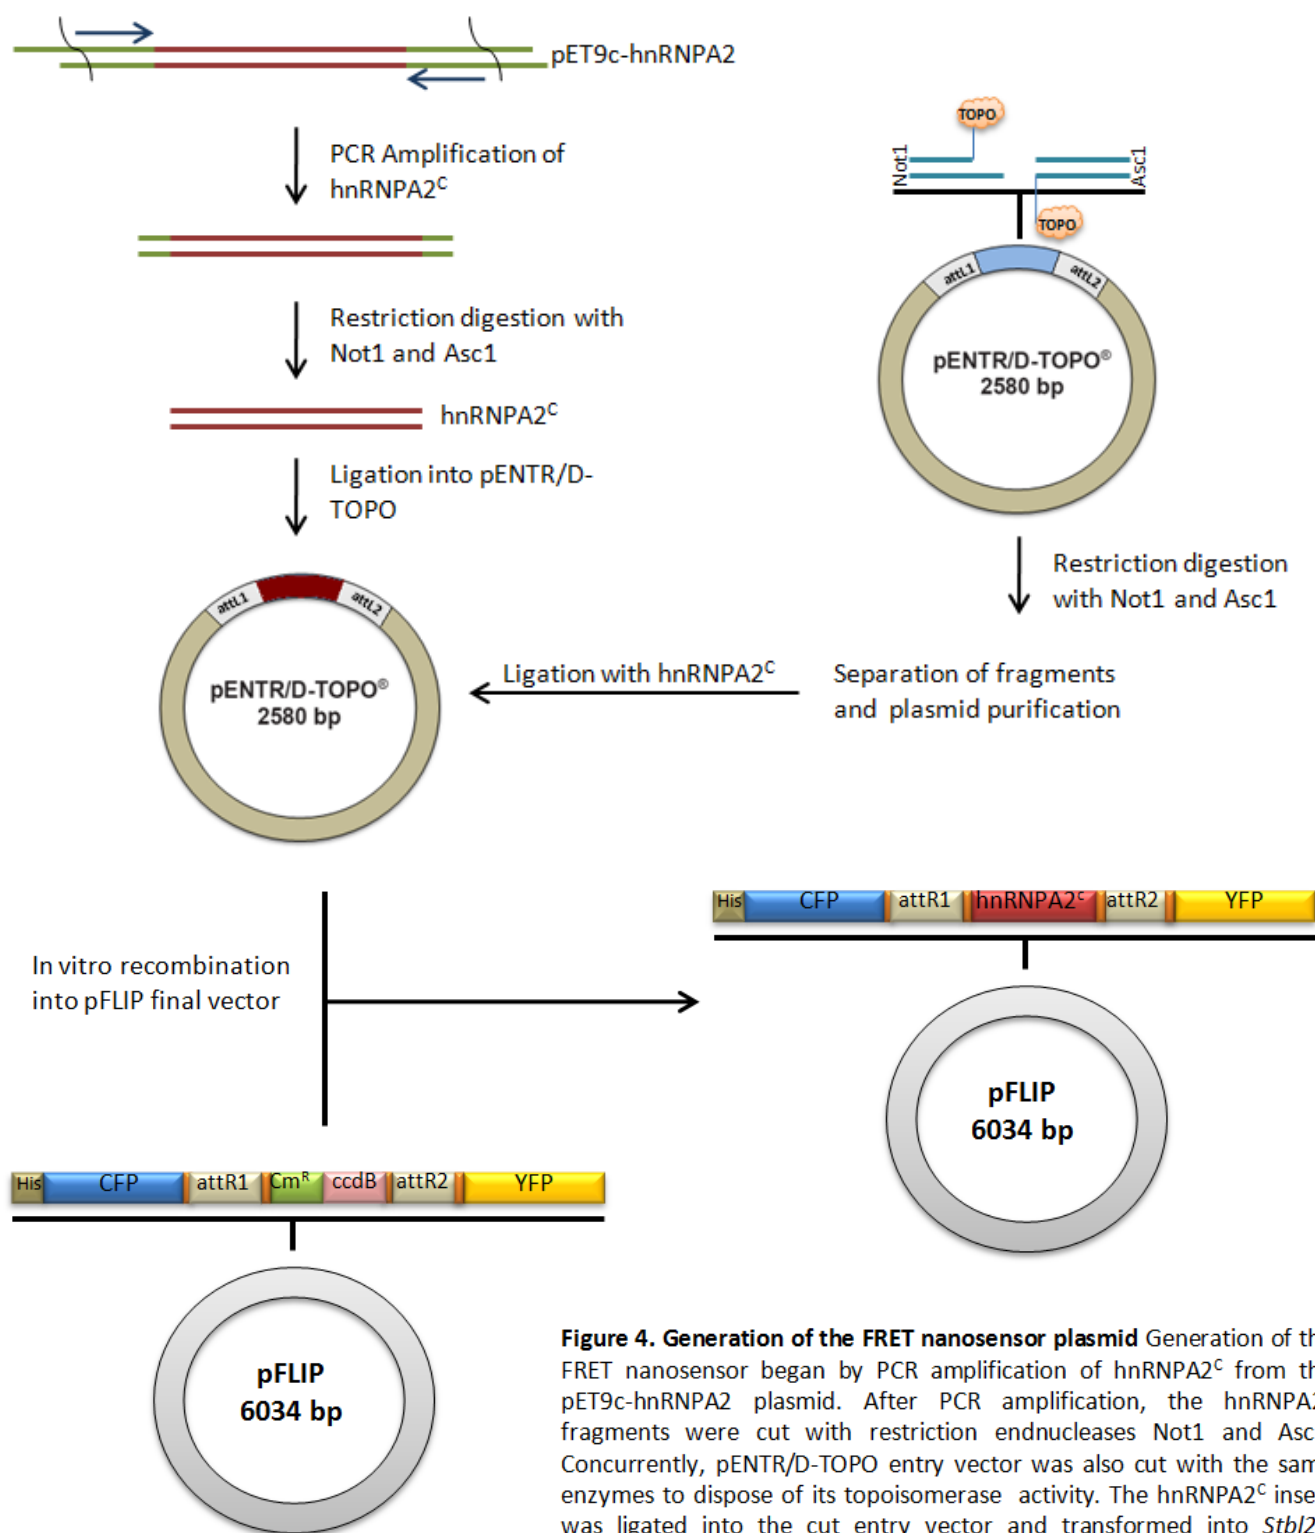 pET9c-hnRNPA2
PCR Amplification of
hnRNPA2ᶜ
Restriction digestion with
Not1 and Asc1
hnRNPA2ᶜ
Ligation into pENTR/D-
TOPO
TOPO
Not1
Asc1
TOPO
attL1
attL2
pENTR/D-TOPO®
2580 bp
Restriction digestion
with Not1 and Asc1
Separation of fragments
and plasmid purification
Ligation with hnRNPA2ᶜ
attL1
attL2
pENTR/D-TOPO®
2580 bp
In vitro recombination
into pFLIP final vector
His CFP attR1 hnRNPA2ᶜ attR2 YFP
pFLIP
6034 bp
His CFP attR1 Cmᴿ ccdB attR2 YFP
pFLIP
6034 bp
Figure 4. Generation of the FRET nanosensor plasmid Generation of th
FRET nanosensor began by PCR amplification of hnRNPA2ᶜ from th
pET9c-hnRNPA2 plasmid. After PCR amplification, the hnRNPA2
fragments were cut with restriction endnucleases Not1 and Asc
Concurrently, pENTR/D-TOPO entry vector was also cut with the sam
enzymes to dispose of its topoisomerase activity. The hnRNPA2ᶜ inse
was ligated into the cut entry vector and transformed into Stbl2